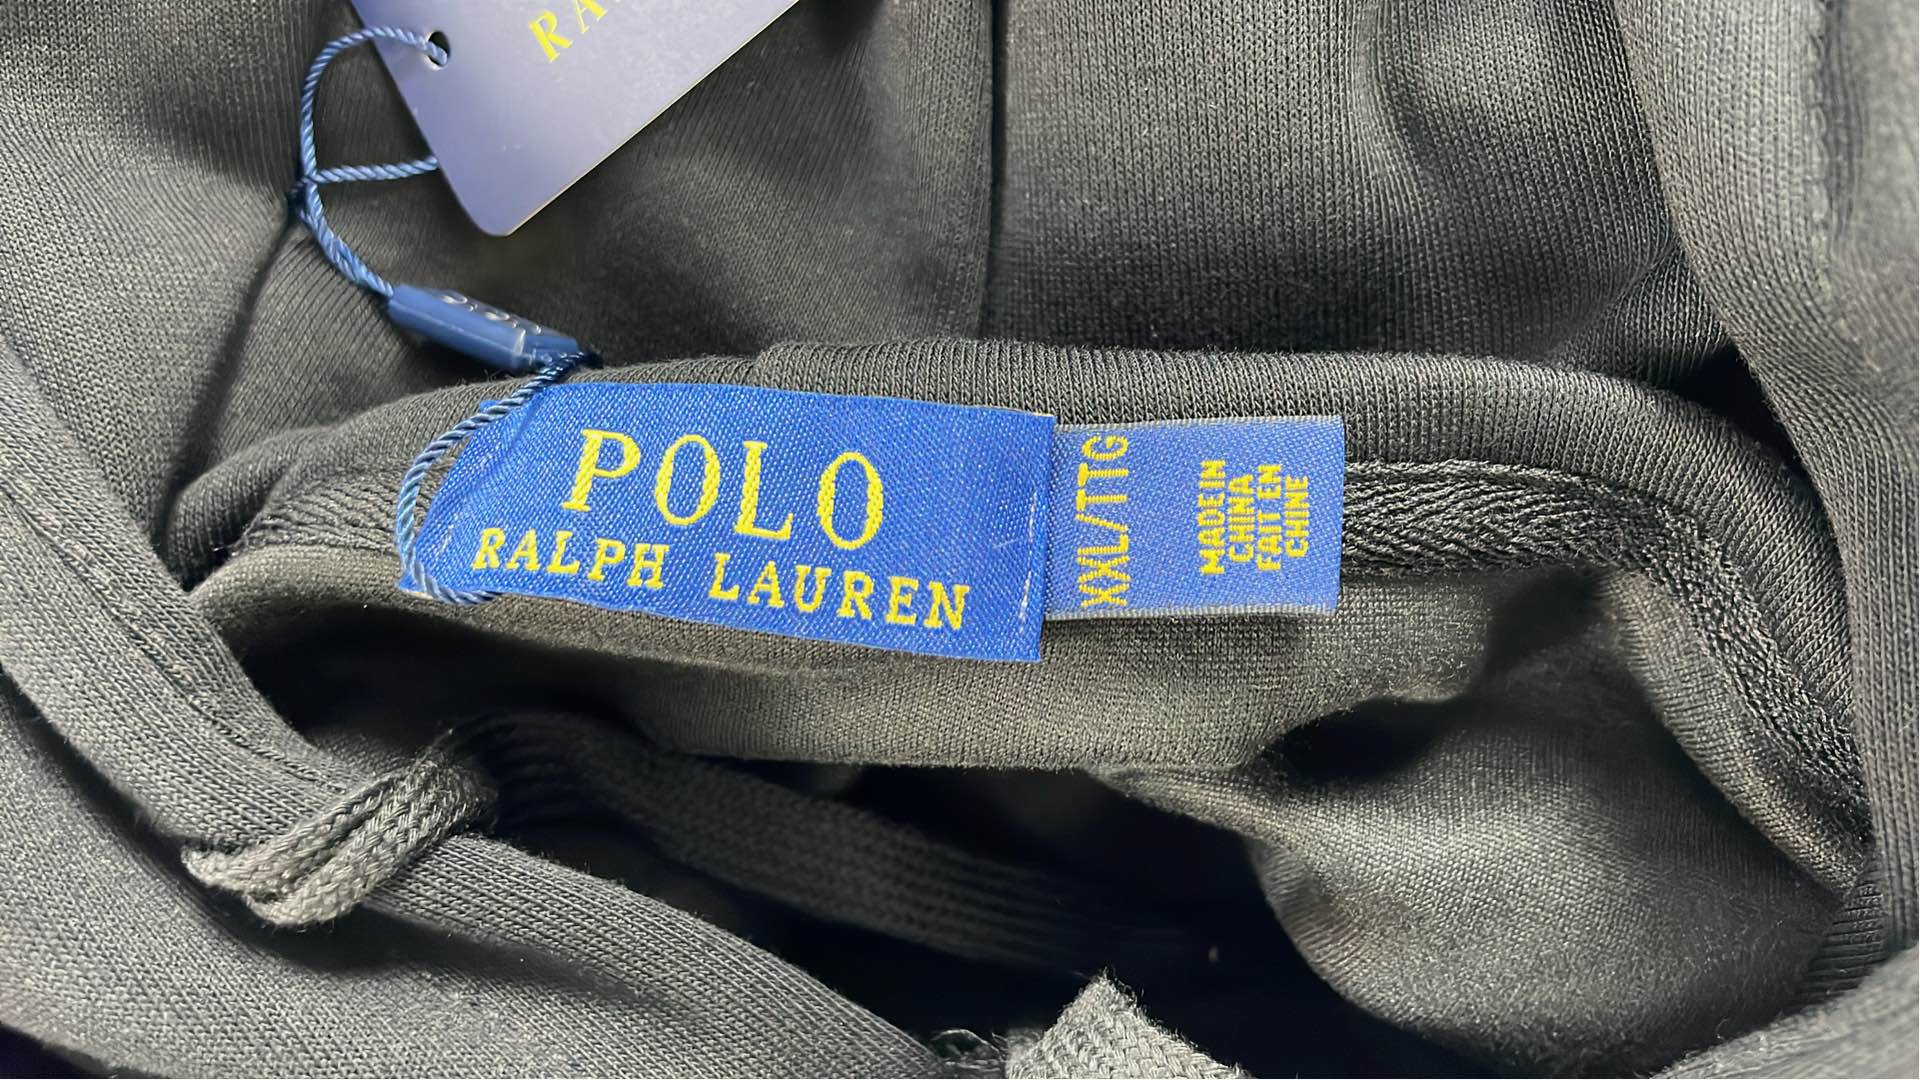 POLO
RALPH LAUREN
XXL/TTG
MADE IN
CHINA
FAIT EN
CHINE